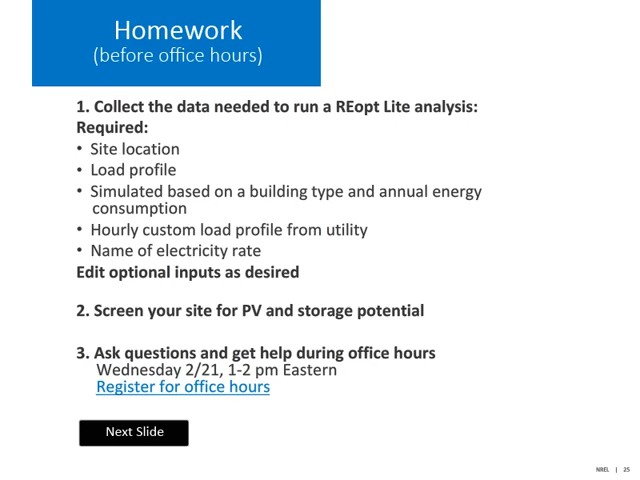 Homework
(before office hours)
1. Collect the data needed to run a REopt Lite analysis:
Required:
• Site location
• Load profile
• Simulated based on a building type and annual energy
consumption
• Hourly custom load profile from utility
• Name of electricity rate
Edit optional inputs as desired
2. Screen your site for PV and storage potential
3. Ask questions and get help during office hours
Wednesday 2/21, 1-2 pm Eastern
Register for office hours
Next Slide
NREL | 25